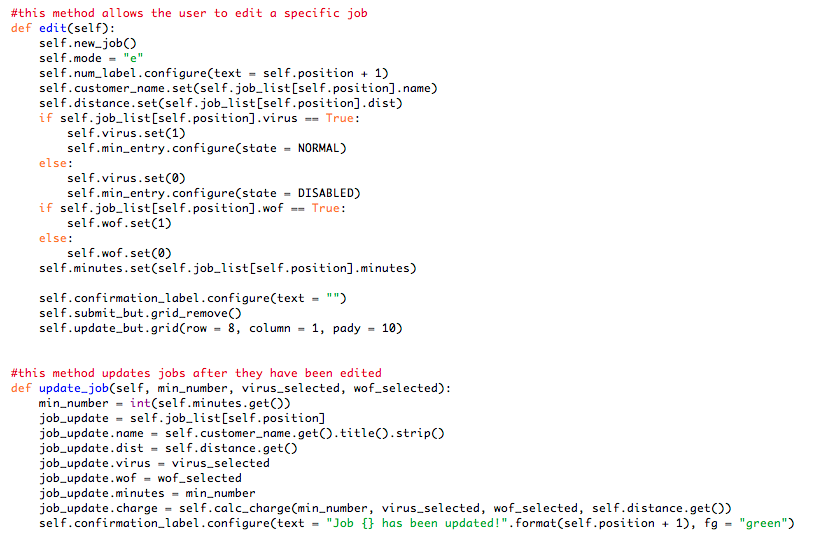 #this method allows the user to edit a specific job
def edit(self):
    self.new_job()
    self.mode = "e"
    self.num_label.configure(text = self.position + 1)
    self.customer_name.set(self.job_list[self.position].name)
    self.distance.set(self.job_list[self.position].dist)
    if self.job_list[self.position].virus == True:
        self.virus.set(1)
        self.min_entry.configure(state = NORMAL)
    else:
        self.virus.set(0)
        self.min_entry.configure(state = DISABLED)
    if self.job_list[self.position].wof == True:
        self.wof.set(1)
    else:
        self.wof.set(0)
    self.minutes.set(self.job_list[self.position].minutes)

    self.confirmation_label.configure(text = "")
    self.submit_but.grid_remove()
    self.update_but.grid(row = 8, column = 1, pady = 10)


#this method updates jobs after they have been edited
def update_job(self, min_number, virus_selected, wof_selected):
    min_number = int(self.minutes.get())
    job_update = self.job_list[self.position]
    job_update.name = self.customer_name.get().title().strip()
    job_update.dist = self.distance.get()
    job_update.virus = virus_selected
    job_update.wof = wof_selected
    job_update.minutes = min_number
    job_update.charge = self.calc_charge(min_number, virus_selected, wof_selected, self.distance.get())
    self.confirmation_label.configure(text = "Job {} has been updated!".format(self.position + 1), fg = "green")